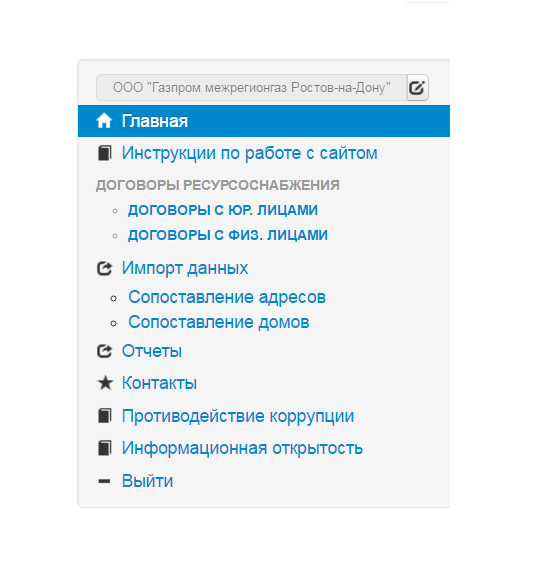 ООО "Газпром межрегионгаз Ростов-на-Дону"
Главная
Инструкции по работе с сайтом
ДОГОВОРЫ РЕСУРСОСНАБЖЕНИЯ
ДОГОВОРЫ С ЮР. ЛИЦАМИ
ДОГОВОРЫ С ФИЗ. ЛИЦАМИ
Импорт данных
Сопоставление адресов
Сопоставление домов
Отчеты
Контакты
Противодействие коррупции
Информационная открытость
Выйти